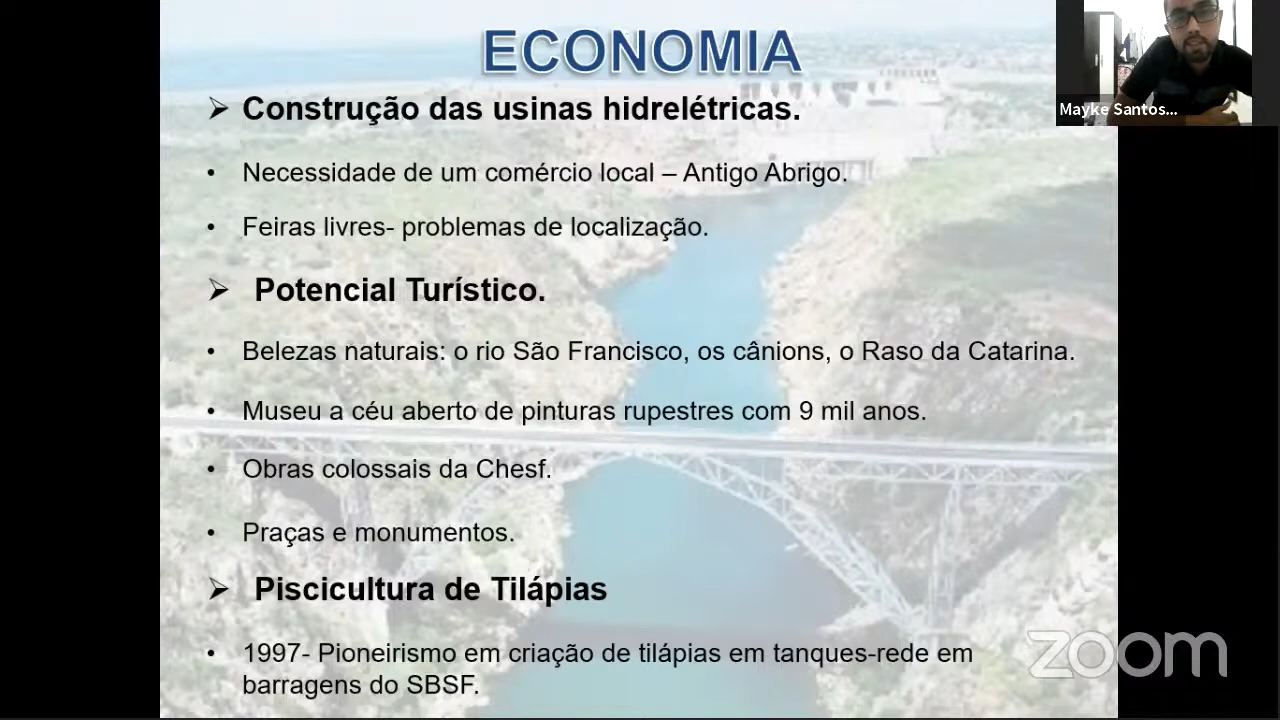 ECONOMIA
Mayke Santos...
➢ Construção das usinas hidrelétricas.
• Necessidade de um comércio local – Antigo Abrigo.
• Feiras livres- problemas de localização.
➢ Potencial Turístico.
• Belezas naturais: o rio São Francisco, os cânions, o Raso da Catarina.
• Museu a céu aberto de pinturas rupestres com 9 mil anos.
• Obras colossais da Chesf.
• Praças e monumentos.
➢ Piscicultura de Tilápias
• 1997- Pioneirismo em criação de tilápias em tanques-rede em
barragens do SBSF.
zoom